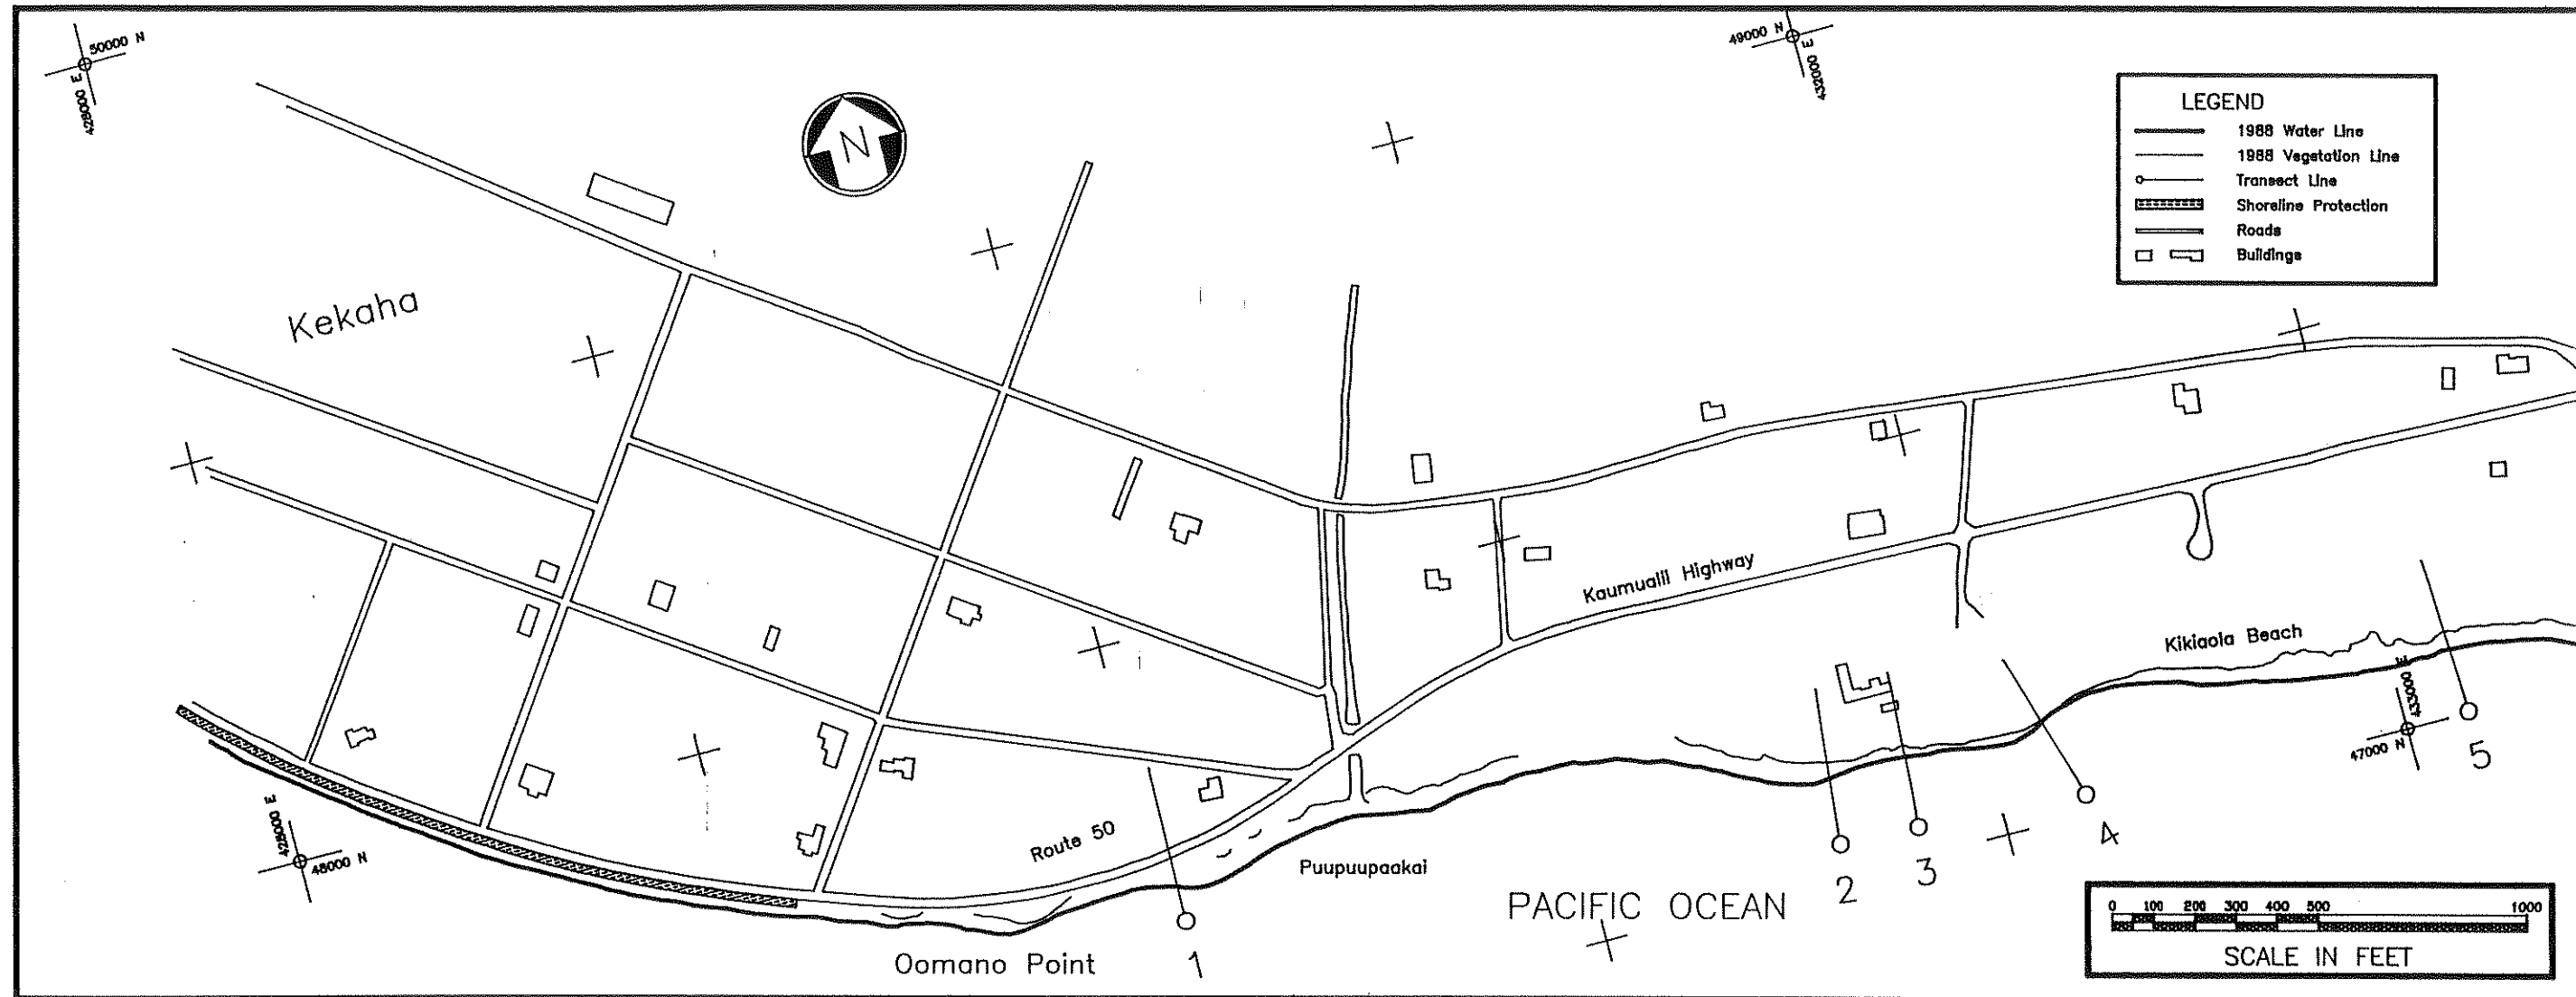 50000 N
428000 E
49000 N
432000 E
N
LEGEND
1988 Water Line
1988 Vegetation Line
Transect Line
Shoreline Protection
Roads
Buildings
Kekaha
Kaumualii Highway
Kikiaola Beach
433000 E
47000 N
428000 E
48000 N
Route 50
Puupuupaakai
PACIFIC OCEAN
Oomano Point
1
2
3
4
5
0 100 200 300 400 500 1000
SCALE IN FEET